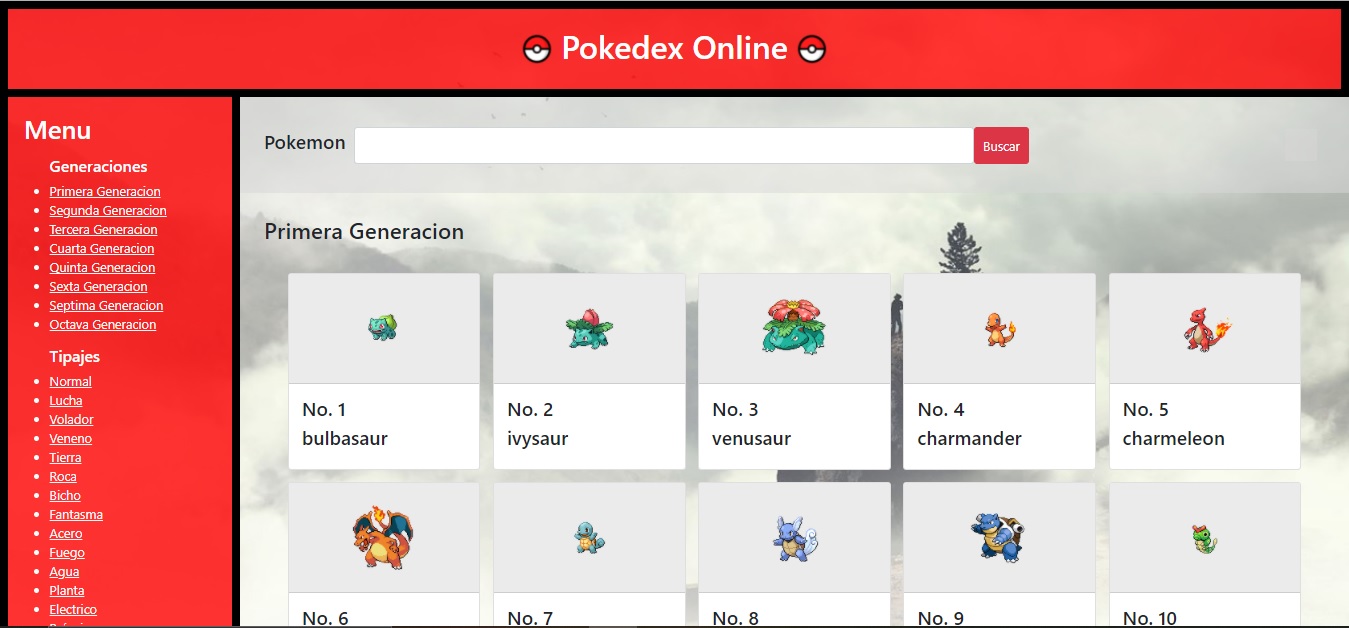 Pokedex Online
Menu
Generaciones
Primera Generacion
Segunda Generacion
Tercera Generacion
Cuarta Generacion
Quinta Generacion
Sexta Generacion
Septima Generacion
Octava Generacion
Tipajes
Normal
Lucha
Volador
Veneno
Tierra
Roca
Bicho
Fantasma
Acero
Fuego
Agua
Planta
Electrico
Pokemon
Buscar
Primera Generacion
No. 1
bulbasaur
No. 2
ivysaur
No. 3
venusaur
No. 4
charmander
No. 5
charmeleon
No. 6
No. 7
No. 8
No. 9
No. 10